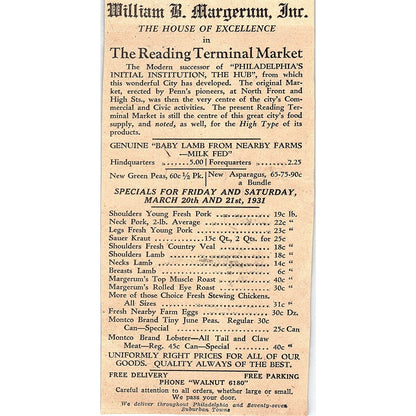 William B. Margerum, Inc.
THE HOUSE OF EXCELLENCE
in
The Reading Terminal Market
The Modern successor of "PHILADELPHIA'S
INITIAL INSTITUTION, THE HUB", from which
this wonderful City has developed. The original Mar-
ket, erected by Penn's pioneers, at North Front and
High Sts., was then the very centre of the city's Com-
mercial and Civic activities. The present Reading Ter-
minal Market is still the centre of this great city's food
supply, and noted, as well, for the High Type of its
products.
GENUINE "BABY LAMB FROM NEARBY FARMS
—MILK FED"
Hindquarters ........ 5.00 | Forequarters ........ 2.25
New Green Peas, 60c ½ Pk. | New Asparagus, 65-75-90c
a Bundle
SPECIALS FOR FRIDAY AND SATURDAY,
MARCH 20th AND 21st, 1931
Shoulders Young Fresh Pork ........ 19c lb.
Neck Pork, 2-lb. Average ........ 22c "
Legs Fresh Young Pork ........ 23c "
Sauer Kraut ........ 15c Qt., 2 Qts. for 25c
Shoulders Fresh Country Veal ........ 18c "
Shoulders Lamb ........ 18c "
Necks Lamb ........ 14c "
Breasts Lamb ........ 6c "
Margerum's Top Muscle Roast ........ 40c "
Margerum's Rolled Eye Roast ........ 30c "
More of those Choice Fresh Stewing Chickens.
All Sizes ........ 31c "
Fresh Nearby Farm Eggs ........ 30c Dz.
Montco Brand Tiny June Peas. Regular 30c
Can—Special ........ 25c Can
Montco Brand Lobster—All Tail and Claw
Meat—Reg. 45c Can—Special ........ 40c "
UNIFORMLY RIGHT PRICES FOR ALL OF OUR
GOODS. QUALITY ALWAYS OF THE BEST.
FREE DELIVERY FREE PARKING
PHONE "WALNUT 6180"
Careful attention to all orders, whether large or small.
We pass your door.
We deliver throughout Philadelphia and Seventy-seven
Suburban Towns